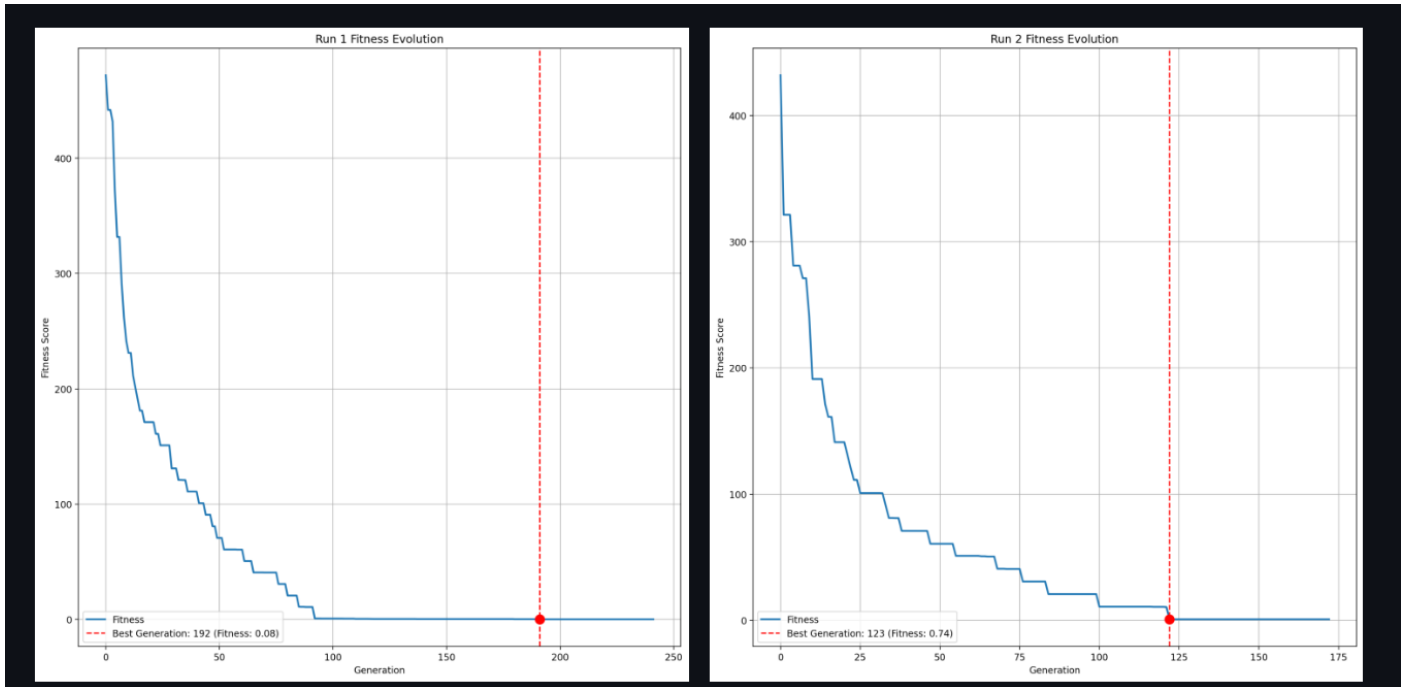 Run 1 Fitness Evolution
Fitness Score
400
300
200
100
0
Fitness
Best Generation: 192 (Fitness: 0.08)
0
50
100
150
200
250
Generation
Run 2 Fitness Evolution
Fitness Score
400
300
200
100
0
Fitness
Best Generation: 123 (Fitness: 0.74)
0
25
50
75
100
125
150
175
Generation